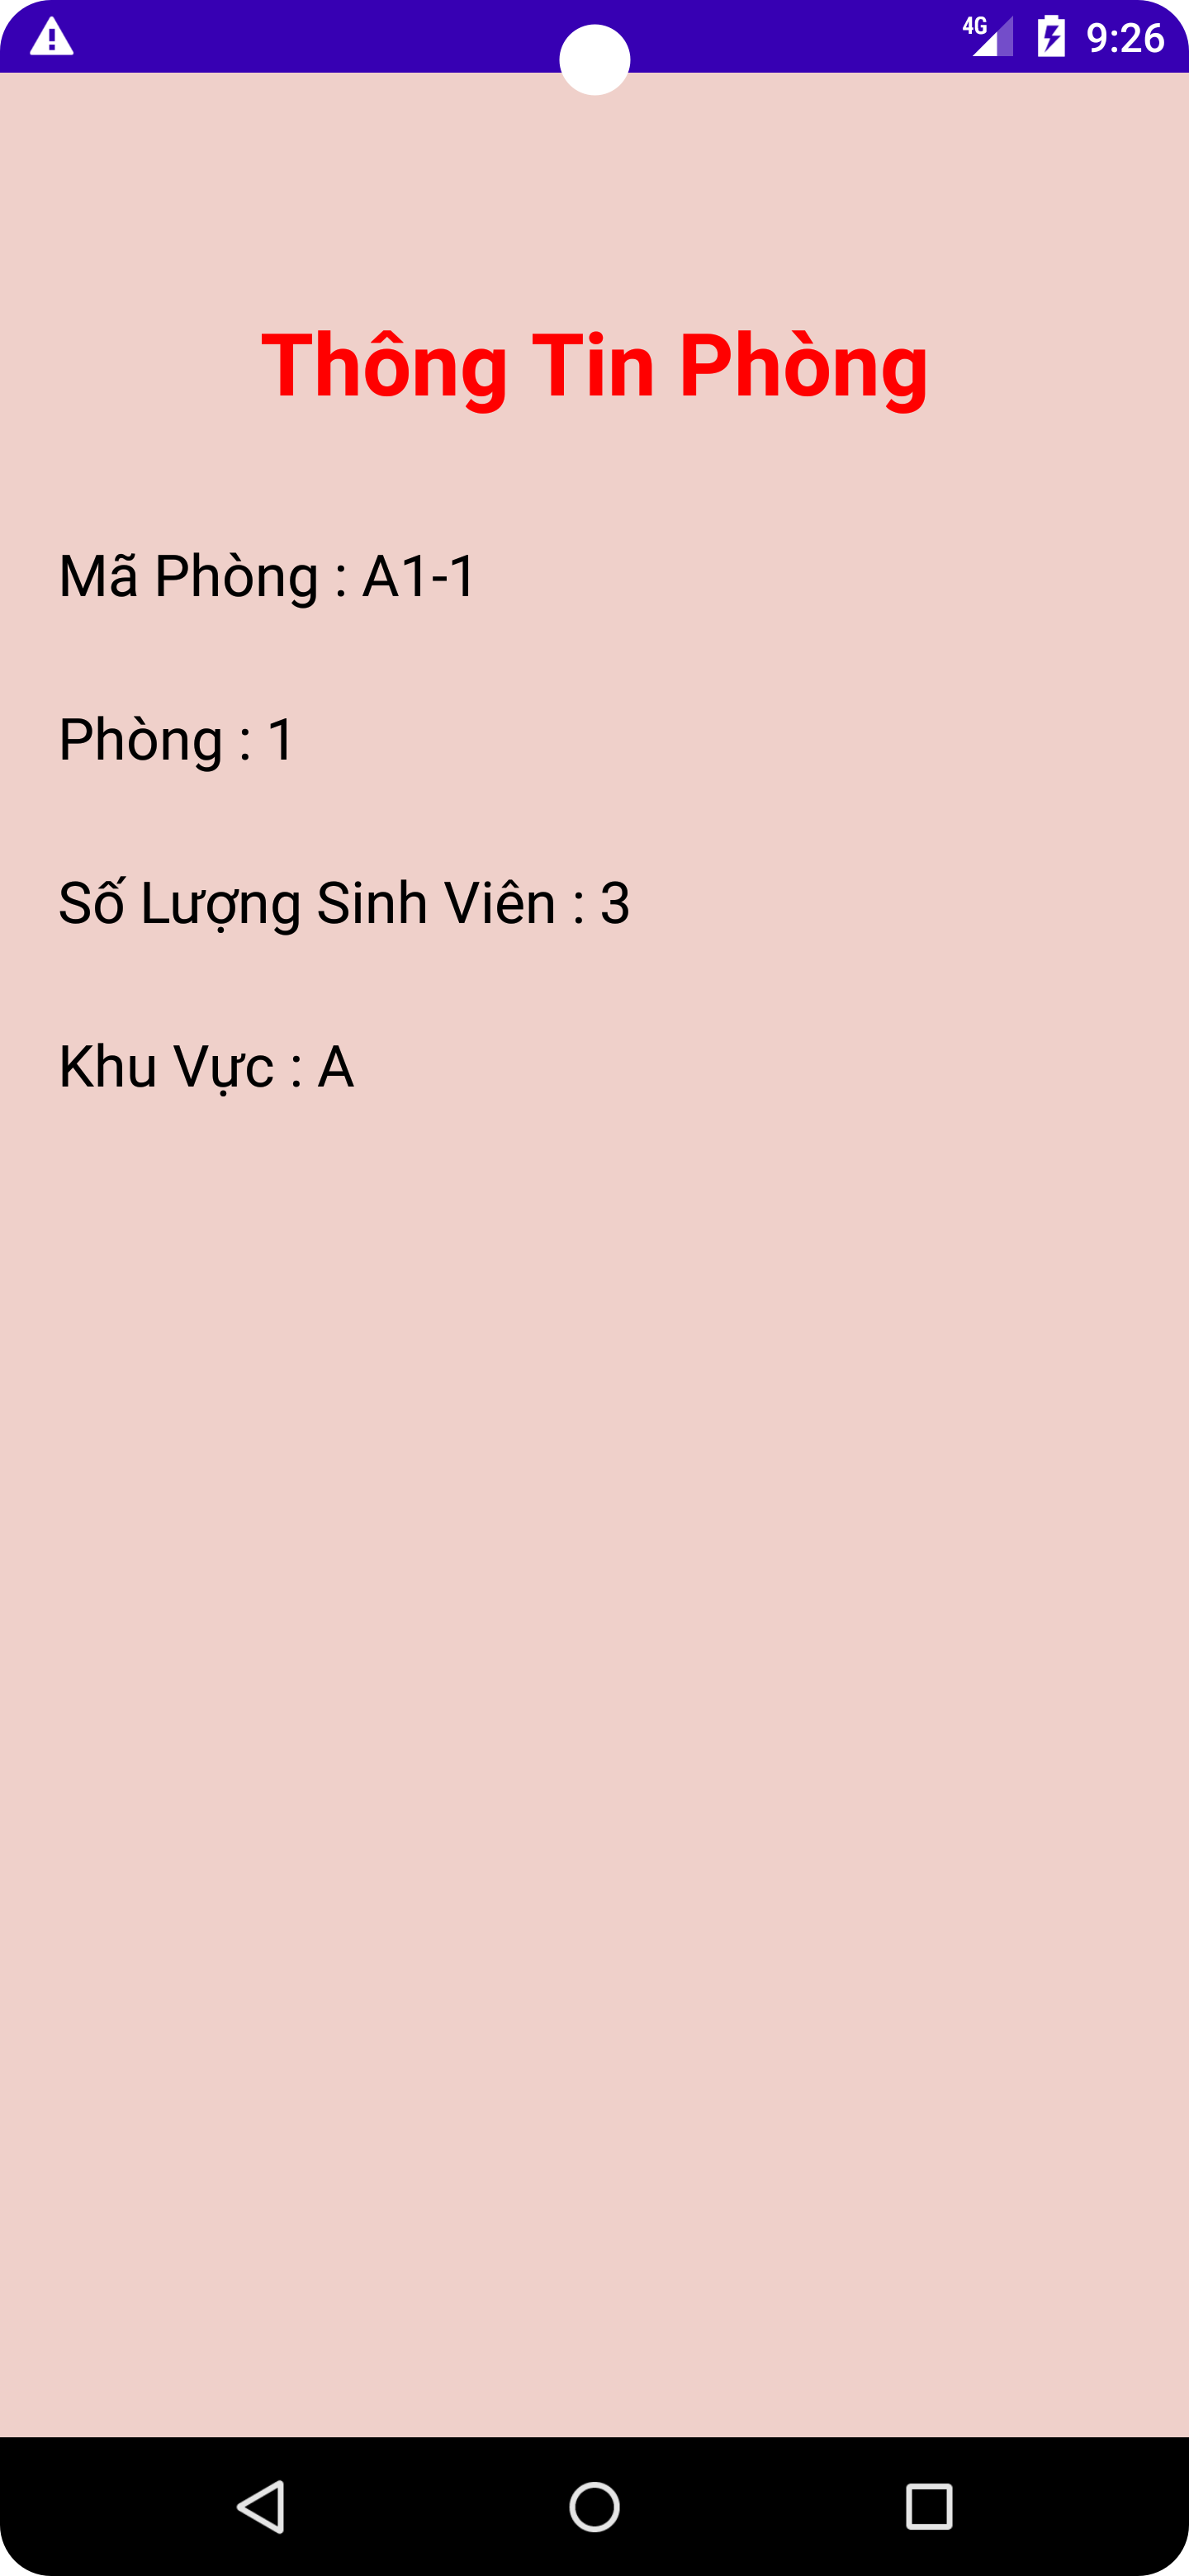 4G 9:26
Thông Tin Phòng
Mã Phòng : A1-1
Phòng : 1
Số Lượng Sinh Viên : 3
Khu Vực : A